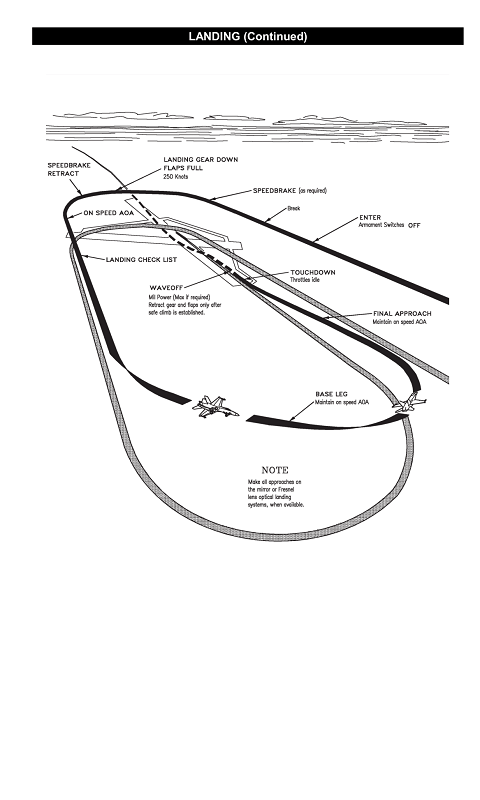 LANDING (Continued)
LANDING GEAR DOWN
FLAPS FULL
250 Knots
SPEEDBRAKE
RETRACT
SPEEDBRAKE (as required)
Break
ON SPEED AOA
ENTER
Armament Switches OFF
LANDING CHECK LIST
TOUCHDOWN
Throttles idle
WAVEOFF
Mil Power (Max if required)
Retract gear and flaps only after
safe climb is established.
FINAL APPROACH
Maintain on speed AOA
BASE LEG
Maintain on speed AOA
NOTE
Make all approaches on
the mirror or Fresnel
lens optical landing
systems, when available.